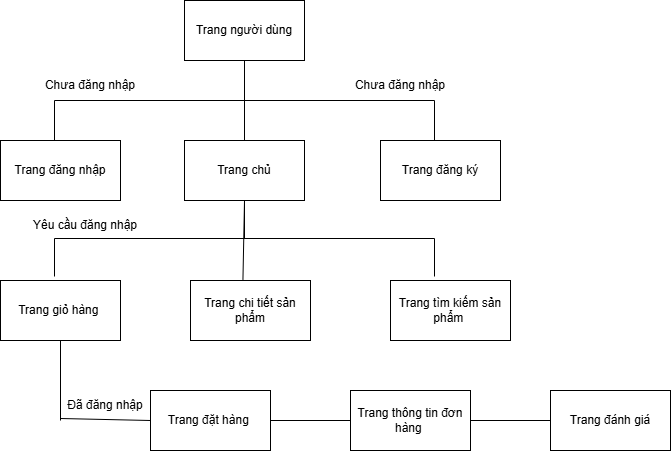 Trang người dùng
Chưa đăng nhập
Chưa đăng nhập
Trang đăng nhập
Trang chủ
Trang đăng ký
Yêu cầu đăng nhập
Trang giỏ hàng
Trang chi tiết sản
phẩm
Trang tìm kiếm sản
phẩm
Đã đăng nhập
Trang đặt hàng
Trang thông tin đơn
hàng
Trang đánh giá